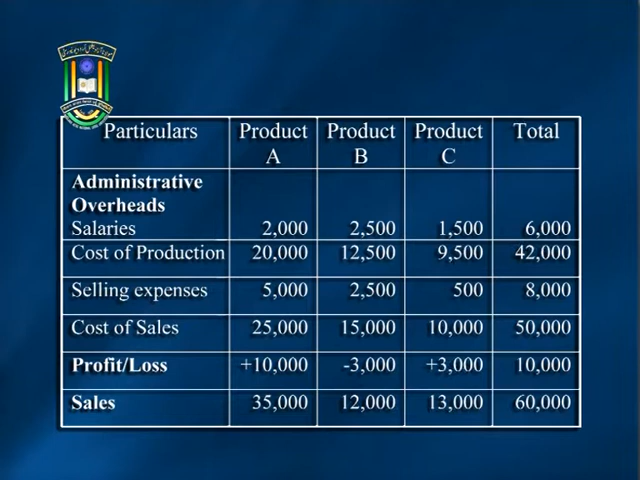 Particulars Product A Product B Product C Total
Administrative
Overheads
Salaries 2,000 2,500 1,500 6,000
Cost of Production 20,000 12,500 9,500 42,000
Selling expenses 5,000 2,500 500 8,000
Cost of Sales 25,000 15,000 10,000 50,000
Profit/Loss +10,000 -3,000 +3,000 10,000
Sales 35,000 12,000 13,000 60,000